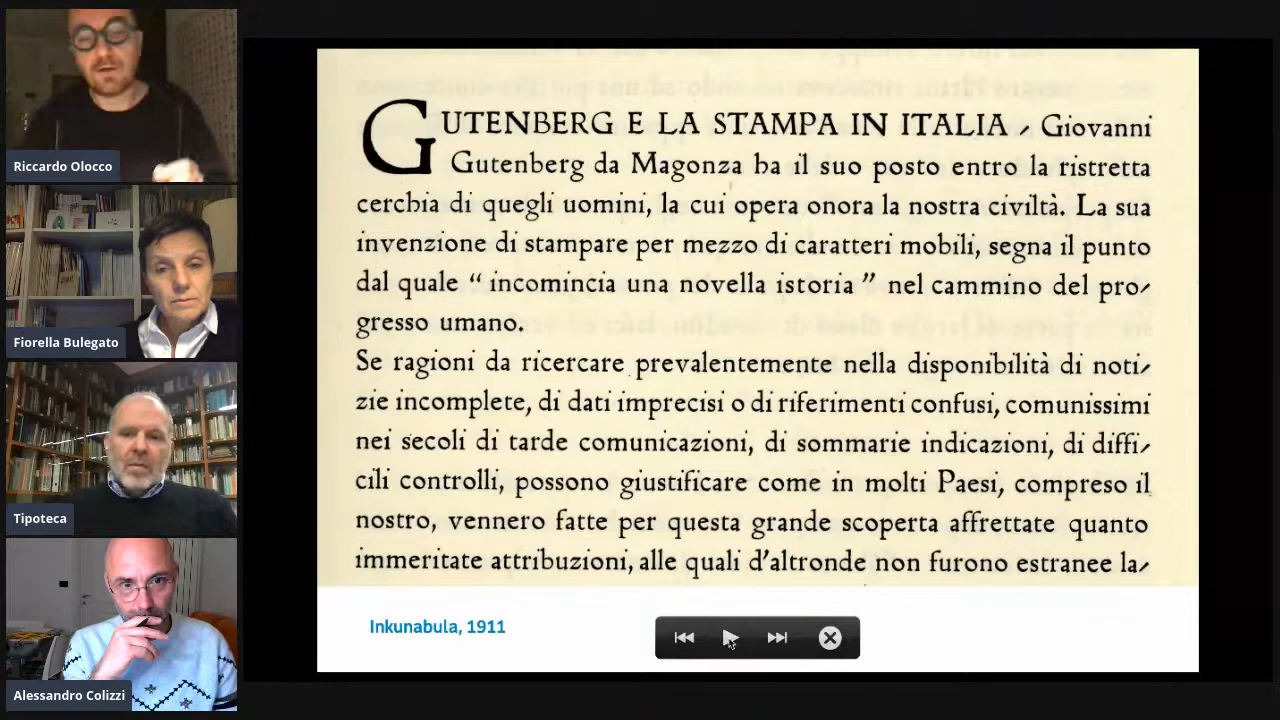 Riccardo Olocco
Fiorella Bulegato
Tipoteca
Alessandro Colizzi
GUTENBERG E LA STAMPA IN ITALIA - Giovanni
Gutenberg da Magonza ha il suo posto entro la ristretta
cerchia di quegli uomini, la cui opera onora la nostra civiltà. La sua
invenzione di stampare per mezzo di caratteri mobili, segna il punto
dal quale “ incomincia una novella istoria ” nel cammino del pro-
gresso umano.
Se ragioni da ricercare prevalentemente nella disponibilità di noti-
zie incomplete, di dati imprecisi o di riferimenti confusi, comunissimi
nei secoli di tarde comunicazioni, di sommarie indicazioni, di diffi-
cili controlli, possono giustificare come in molti Paesi, compreso il
nostro, vennero fatte per questa grande scoperta affrettate quanto
immeritate attribuzioni, alle quali d’altronde non furono estranee la-
Inkunabula, 1911